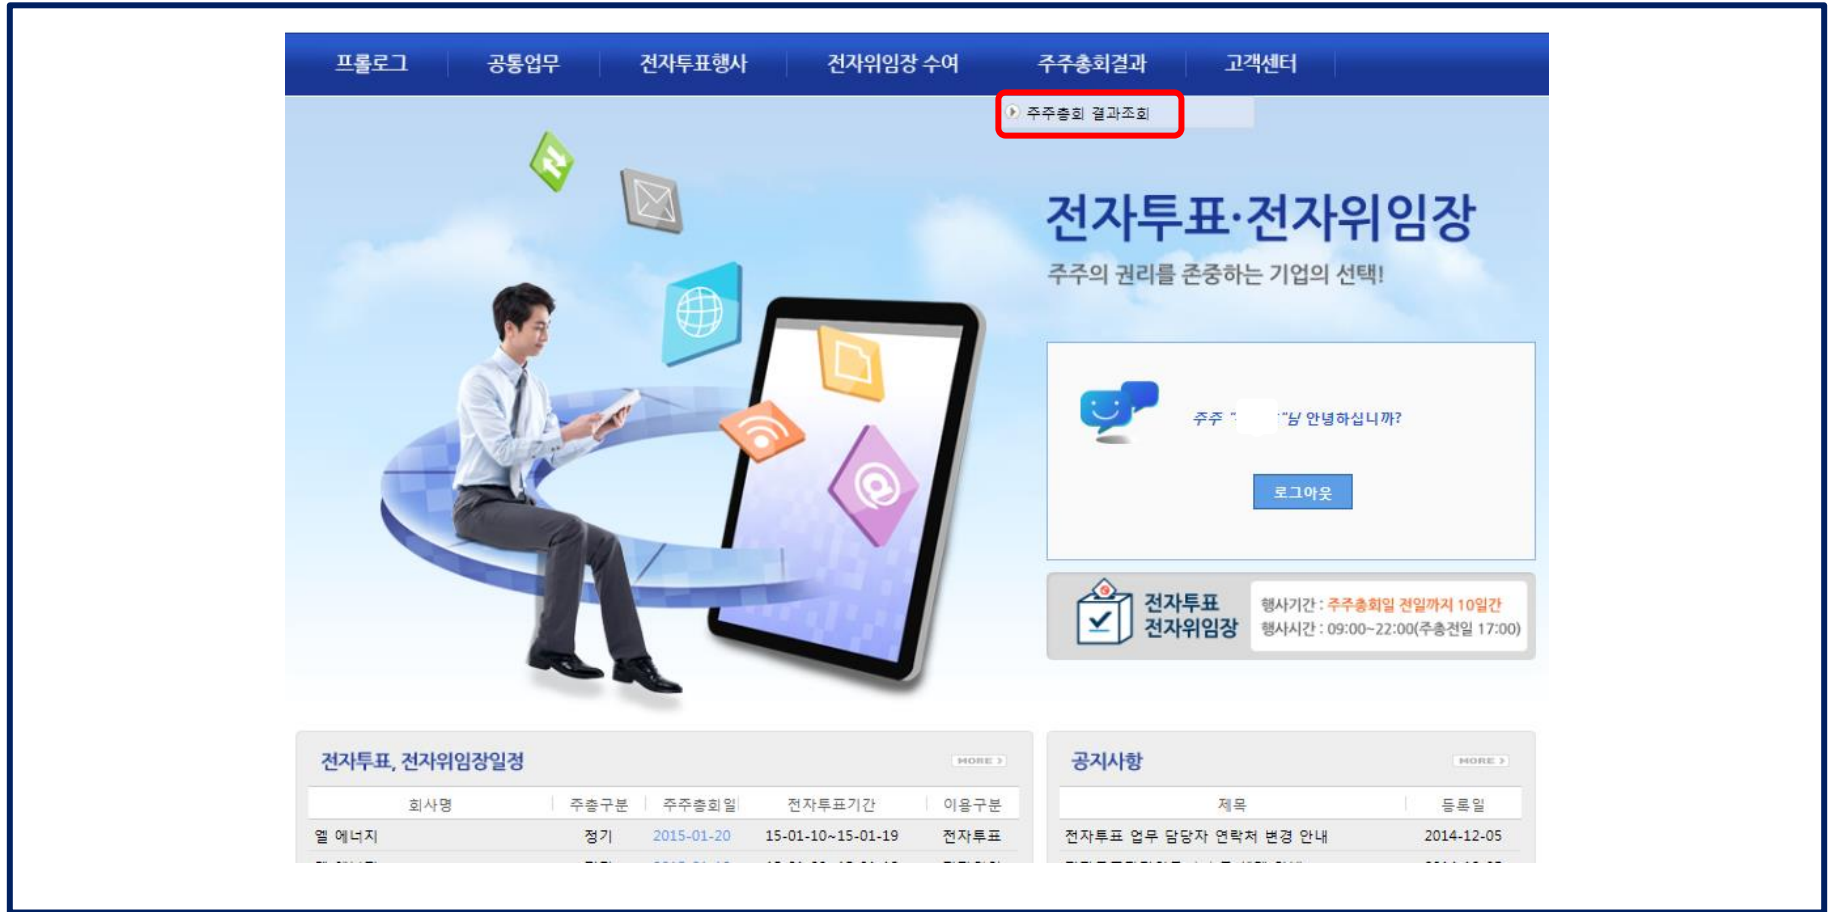 프롤로그 공통업무 전자투표행사 전자위임장 수여 주주총회결과 고객센터
주주총회 결과조회
전자투표·전자위임장
주주의 권리를 존중하는 기업의 선택!
주주 " "님 안녕하십니까?
로그아웃
전자투표
전자위임장
행사기간 : 주주총회일 전일까지 10일간
행사시간 : 09:00~22:00(주총전일 17:00)
전자투표, 전자위임장일정 MORE >
회사명 주총구분 주주총회일 전자투표기간 이용구분
엘 에너지 정기 2015-01-20 15-01-10~15-01-19 전자투표
공지사항 MORE >
제목 등록일
전자투표 업무 담당자 연락처 변경 안내 2014-12-05